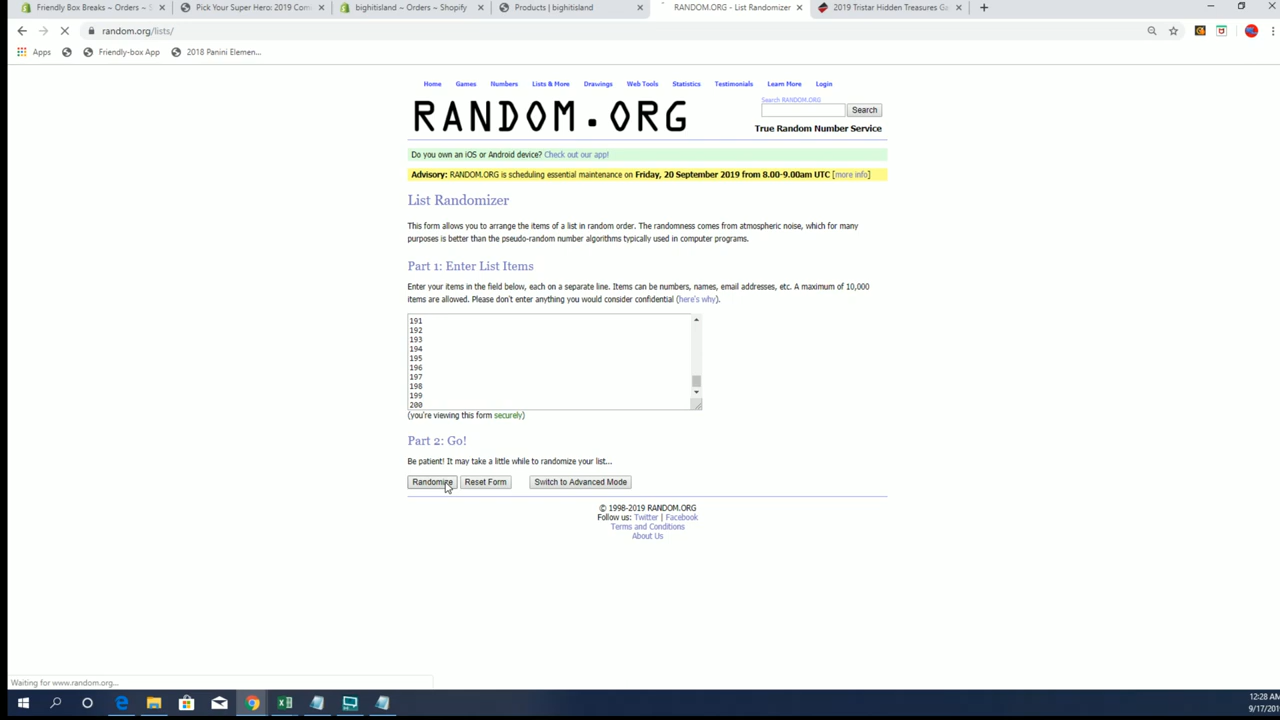 Friendly Box Breaks ~ Orders ~ S
Pick Your Super Hero: 2019 Com
bighitisland ~ Orders ~ Shopify
Products | bighitisland
RANDOM.ORG - List Randomizer
2019 Tristar Hidden Treasures Ga
random.org/lists/
Apps
Friendly-box App
2018 Panini Elemen...
Home Games Numbers Lists & More Drawings Web Tools Statistics Testimonials Learn More Login
RANDOM.ORG
Search RANDOM.ORG
Search
True Random Number Service
Do you own an iOS or Android device? Check out our app!
Advisory: RANDOM.ORG is scheduling essential maintenance on Friday, 20 September 2019 from 8.00-9.00am UTC [more info]
List Randomizer
This form allows you to arrange the items of a list in random order. The randomness comes from atmospheric noise, which for many
purposes is better than the pseudo-random number algorithms typically used in computer programs.
Part 1: Enter List Items
Enter your items in the field below, each on a separate line. Items can be numbers, names, email addresses, etc. A maximum of 10,000
items are allowed. Please don't enter anything you would consider confidential (here's why).
191
192
193
194
195
196
197
198
199
200
(you're viewing this form securely)
Part 2: Go!
Be patient! It may take a little while to randomize your list...
Randomize Reset Form Switch to Advanced Mode
© 1998-2019 RANDOM.ORG
Follow us: Twitter | Facebook
Terms and Conditions
About Us
Waiting for www.random.org...
12:28 AM
9/17/201